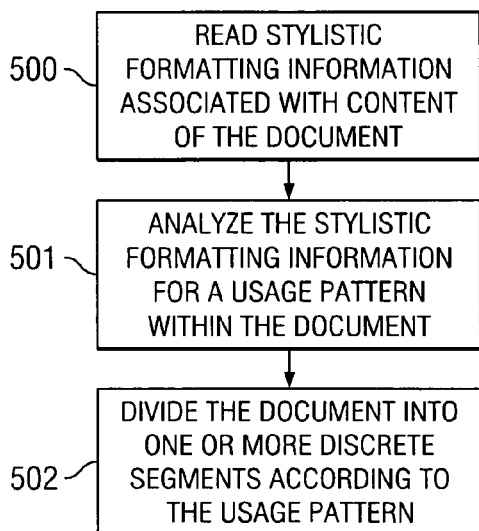 READ STYLISTIC
500 FORMATTING INFORMATION
ASSOCIATED WITH CONTENT
OF THE DOCUMENT
ANALYZE THE STYLISTIC
501 FORMATTING INFORMATION
FOR A USAGE PATTERN
WITHIN THE DOCUMENT
DIVIDE THE DOCUMENT INTO
ONE OR MORE DISCRETE
502 SEGMENTS ACCORDING TO
THE USAGE PATTERN